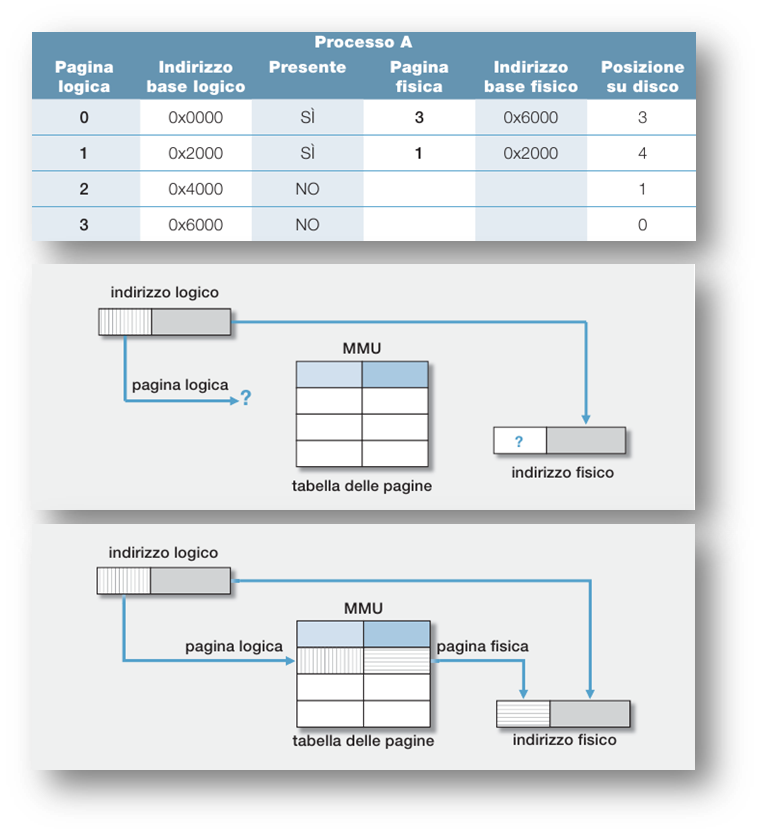 Processo A
Pagina logica Indirizzo base logico Presente Pagina fisica Indirizzo base fisico Posizione su disco
0 0x0000 SÌ 3 0x6000 3
1 0x2000 SÌ 1 0x2000 4
2 0x4000 NO 1
3 0x6000 NO 0
indirizzo logico
MMU
pagina logica ?
?
indirizzo fisico
tabella delle pagine
indirizzo logico
MMU
pagina logica pagina fisica
tabella delle pagine indirizzo fisico